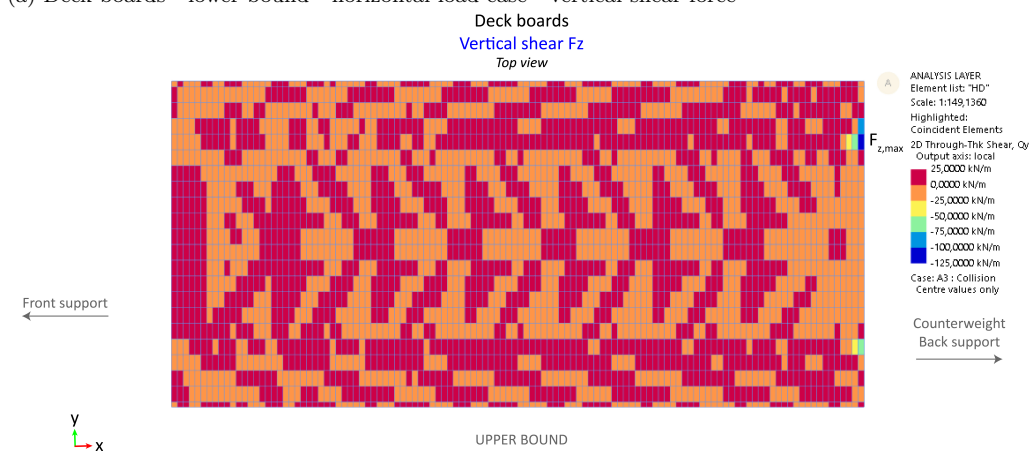 (a) Deck boards - lower bound - horizontal load case - vertical shear force
Deck boards
Vertical shear Fz
Top view
A
ANALYSIS LAYER
Element list: "HD"
Scale: 1:149,1360
Highlighted:
Coincident Elements
2D Through-Thk Shear, Qy
Output axis: local
25,0000 kN/m
0,0000 kN/m
-25,0000 kN/m
-50,0000 kN/m
-75,0000 kN/m
-100,0000 kN/m
-125,0000 kN/m
Case: A3 : Collision
Centre values only
Fz,max
Front support
Counterweight
Back support
y
x
UPPER BOUND